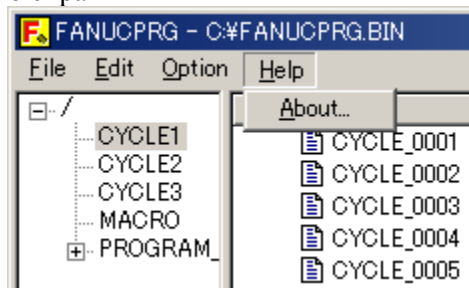 FANUCPRG - C:¥FANUCPRG.BIN
File Edit Option Help
About...
/
CYCLE1
CYCLE2
CYCLE3
MACRO
PROGRAM_
CYCLE_0001
CYCLE_0002
CYCLE_0003
CYCLE_0004
CYCLE_0005